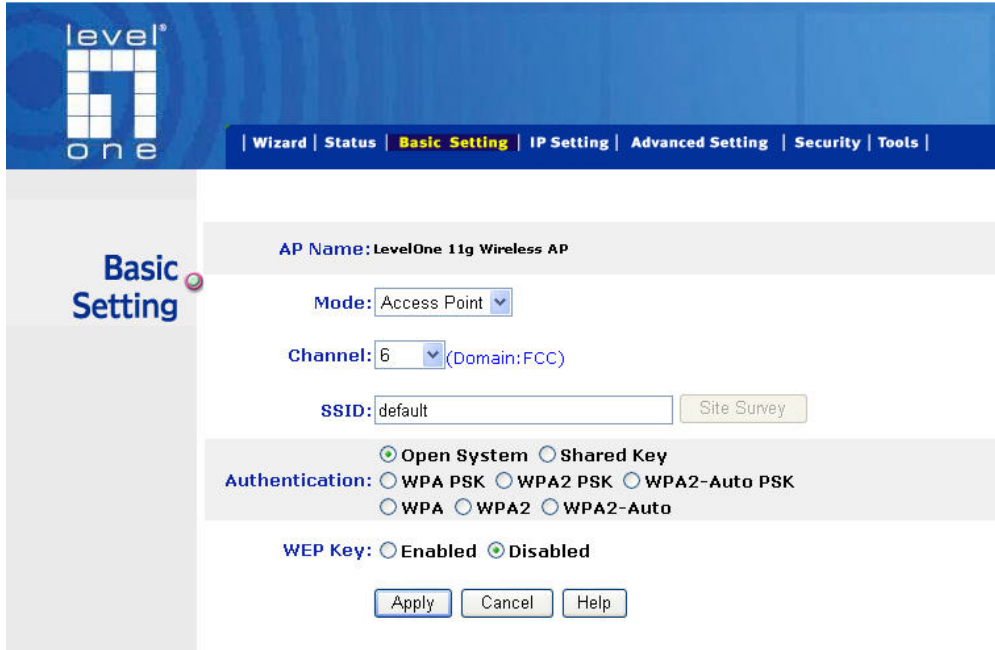 level®
one
| Wizard | Status | Basic Setting | IP Setting | Advanced Setting | Security | Tools |
Basic
Setting
AP Name: LevelOne 11g Wireless AP
Mode: Access Point
Channel: 6 (Domain:FCC)
SSID: default Site Survey
Open System Shared Key
Authentication: WPA PSK WPA2 PSK WPA2-Auto PSK
WPA WPA2 WPA2-Auto
WEP Key: Enabled Disabled
Apply Cancel Help